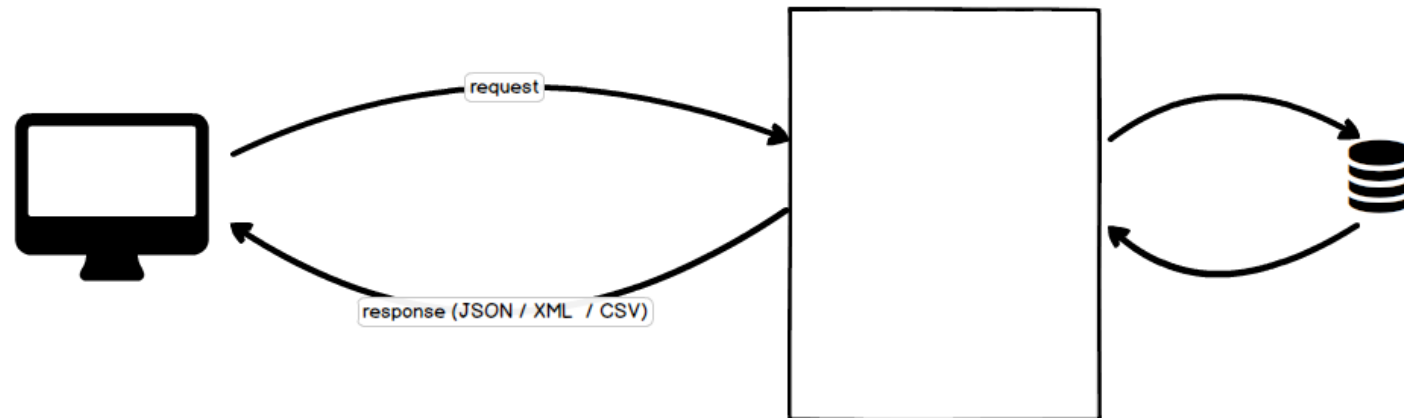 request
response (JSON / XML / CSV)